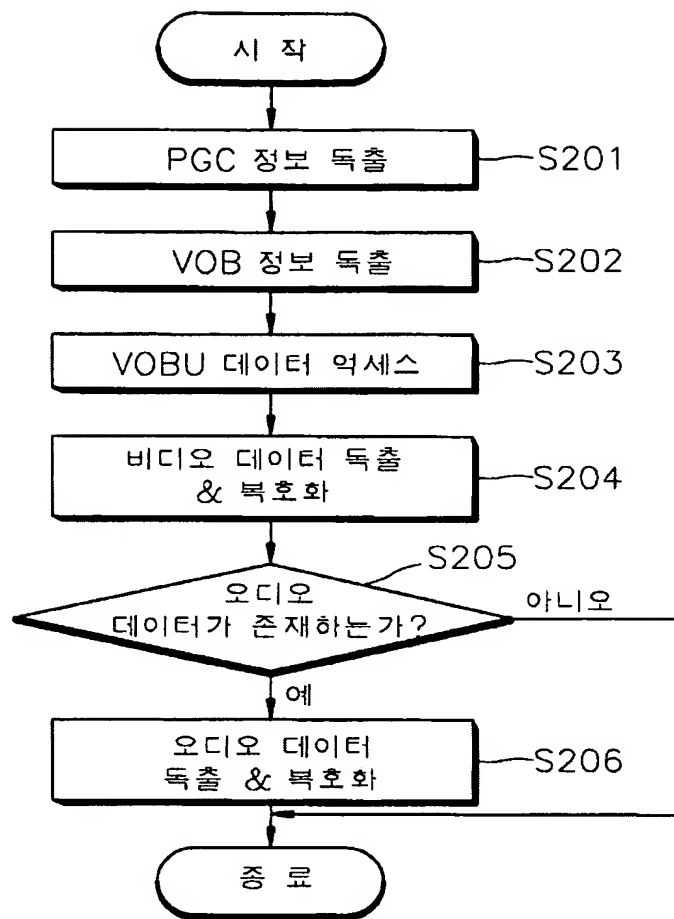 시 작
PGC 정보 독출
S201
VOB 정보 독출
S202
VOBU 데이터 억세스
S203
비디오 데이터 독출
& 복호화
S204
S205
오디오
데이터가 존재하는가?
아니오
예
오디오 데이터
독출 & 복호화
S206
종 료